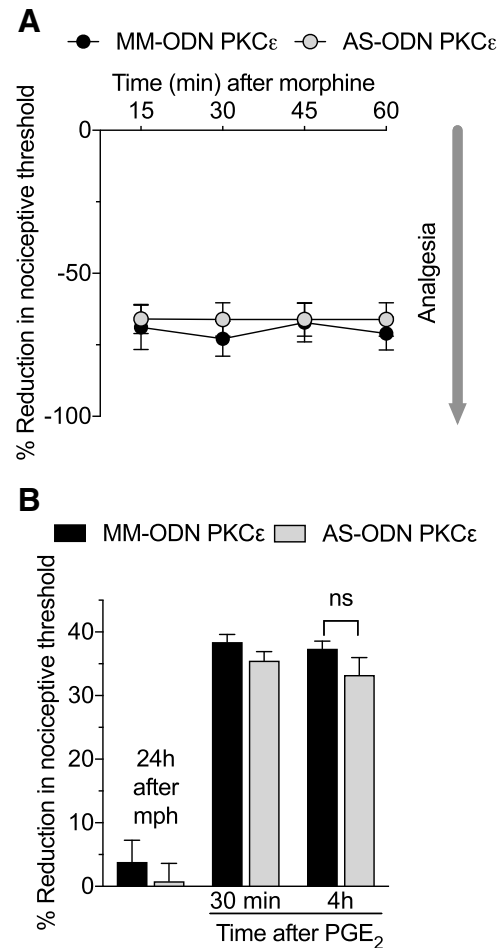 A
MM-ODN PKCε AS-ODN PKCε
Time (min) after morphine
15 30 45 60
% Reduction in nociceptive threshold
0
-50
-100
Analgesia
B
MM-ODN PKCε AS-ODN PKCε
% Reduction in nociceptive threshold
40
30
20
10
0
ns
24h
after
mph
30 min 4h
Time after PGE₂